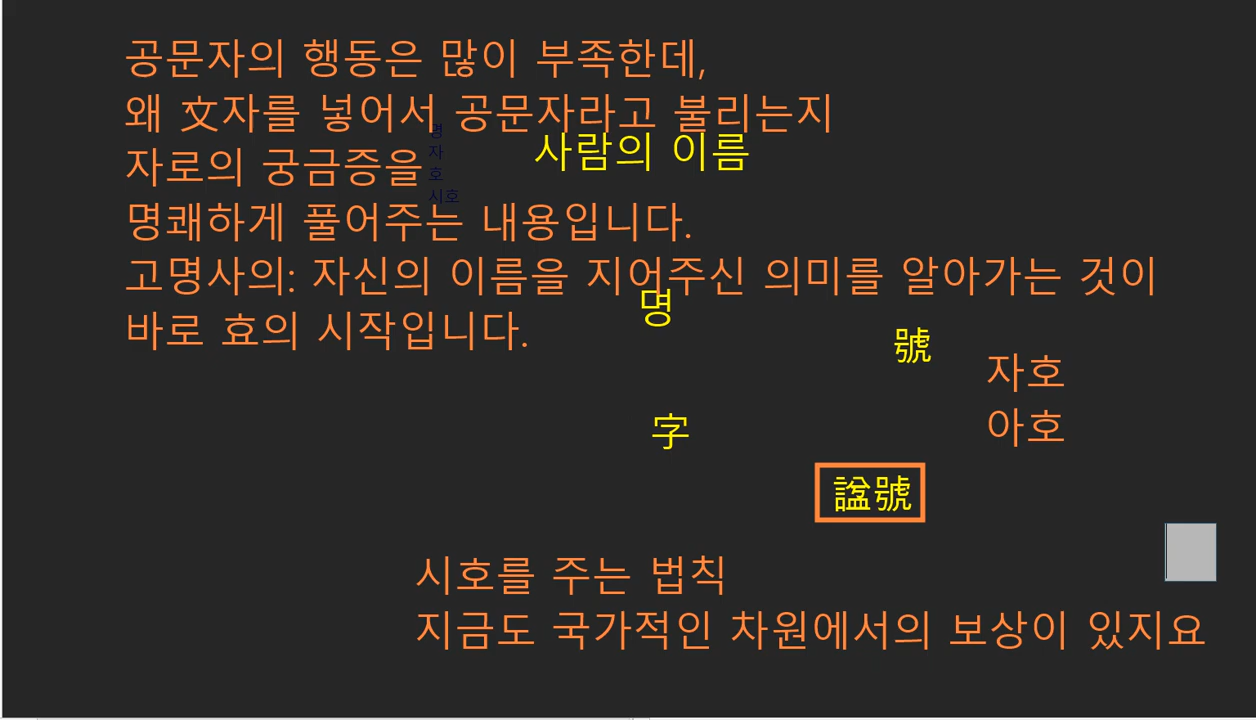 공문자의 행동은 많이 부족한데,
왜 文자를 넣어서 공문자라고 불리는지
자로의 궁금증을
명쾌하게 풀어주는 내용입니다.
고명사의: 자신의 이름을 지어주신 의미를 알아가는 것이
바로 효의 시작입니다.
명
자
호
시호
사람의 이름
명
號
자호
아호
字
諡號
시호를 주는 법칙
지금도 국가적인 차원에서의 보상이 있지요